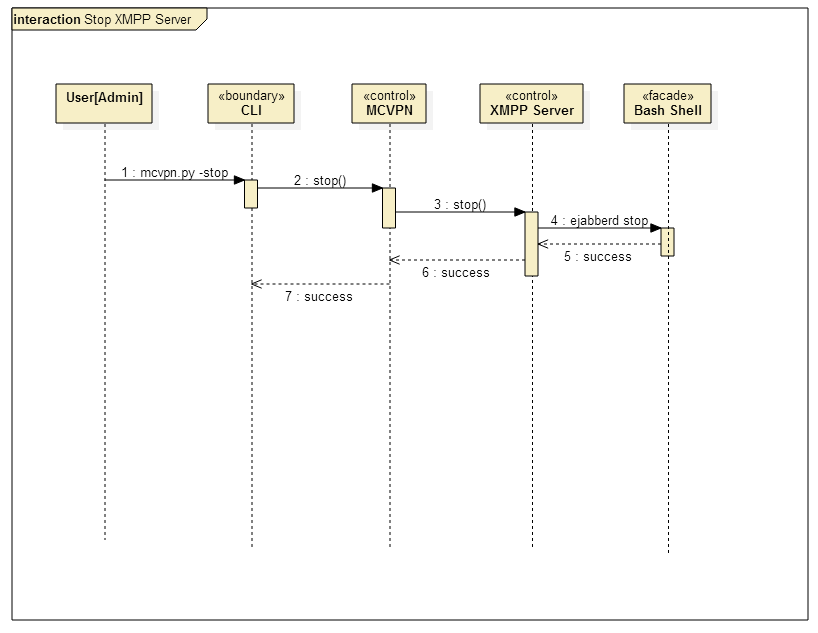 interaction Stop XMPP Server
User[Admin]
«boundary»
CLI
«control»
MCVPN
«control»
XMPP Server
«facade»
Bash Shell
1 : mcvpn.py -stop
2 : stop()
3 : stop()
4 : ejabberd stop
5 : success
6 : success
7 : success